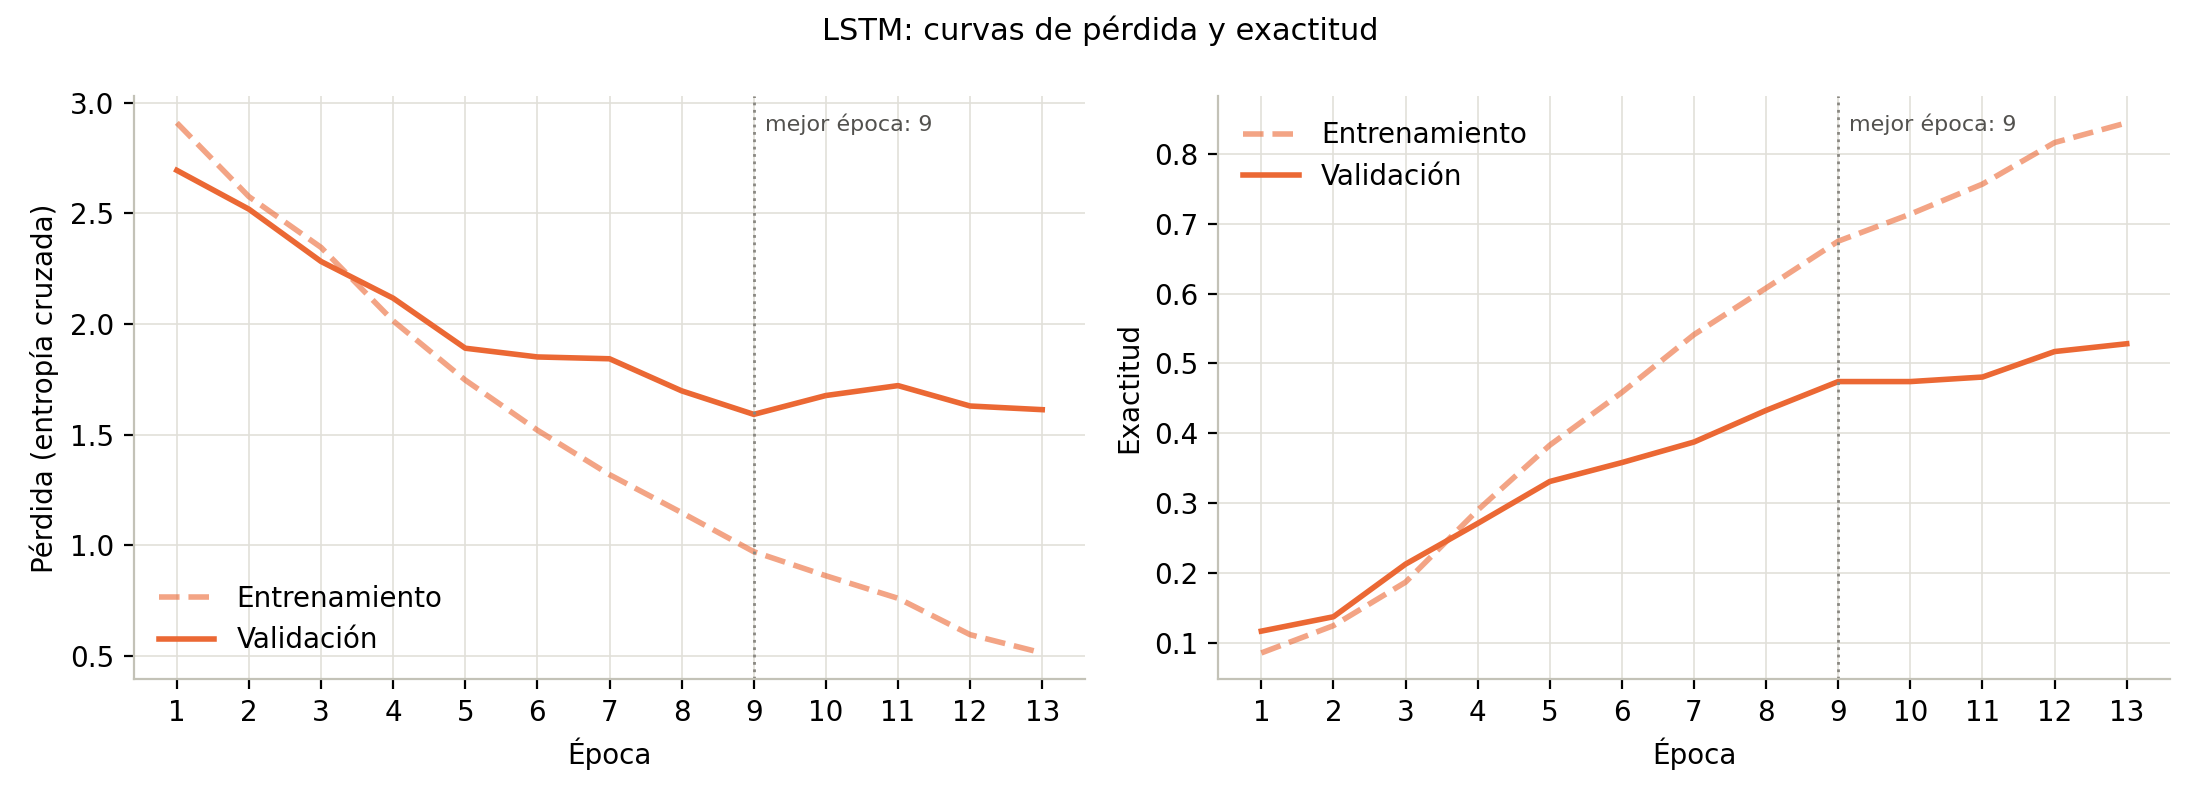 LSTM: curvas de pérdida y exactitud
Pérdida (entropía cruzada)
3.0
2.5
2.0
1.5
1.0
0.5
mejor época: 9
Entrenamiento
Validación
1 2 3 4 5 6 7 8 9 10 11 12 13
Época
Exactitud
0.8
0.7
0.6
0.5
0.4
0.3
0.2
0.1
Entrenamiento
Validación
mejor época: 9
1 2 3 4 5 6 7 8 9 10 11 12 13
Época